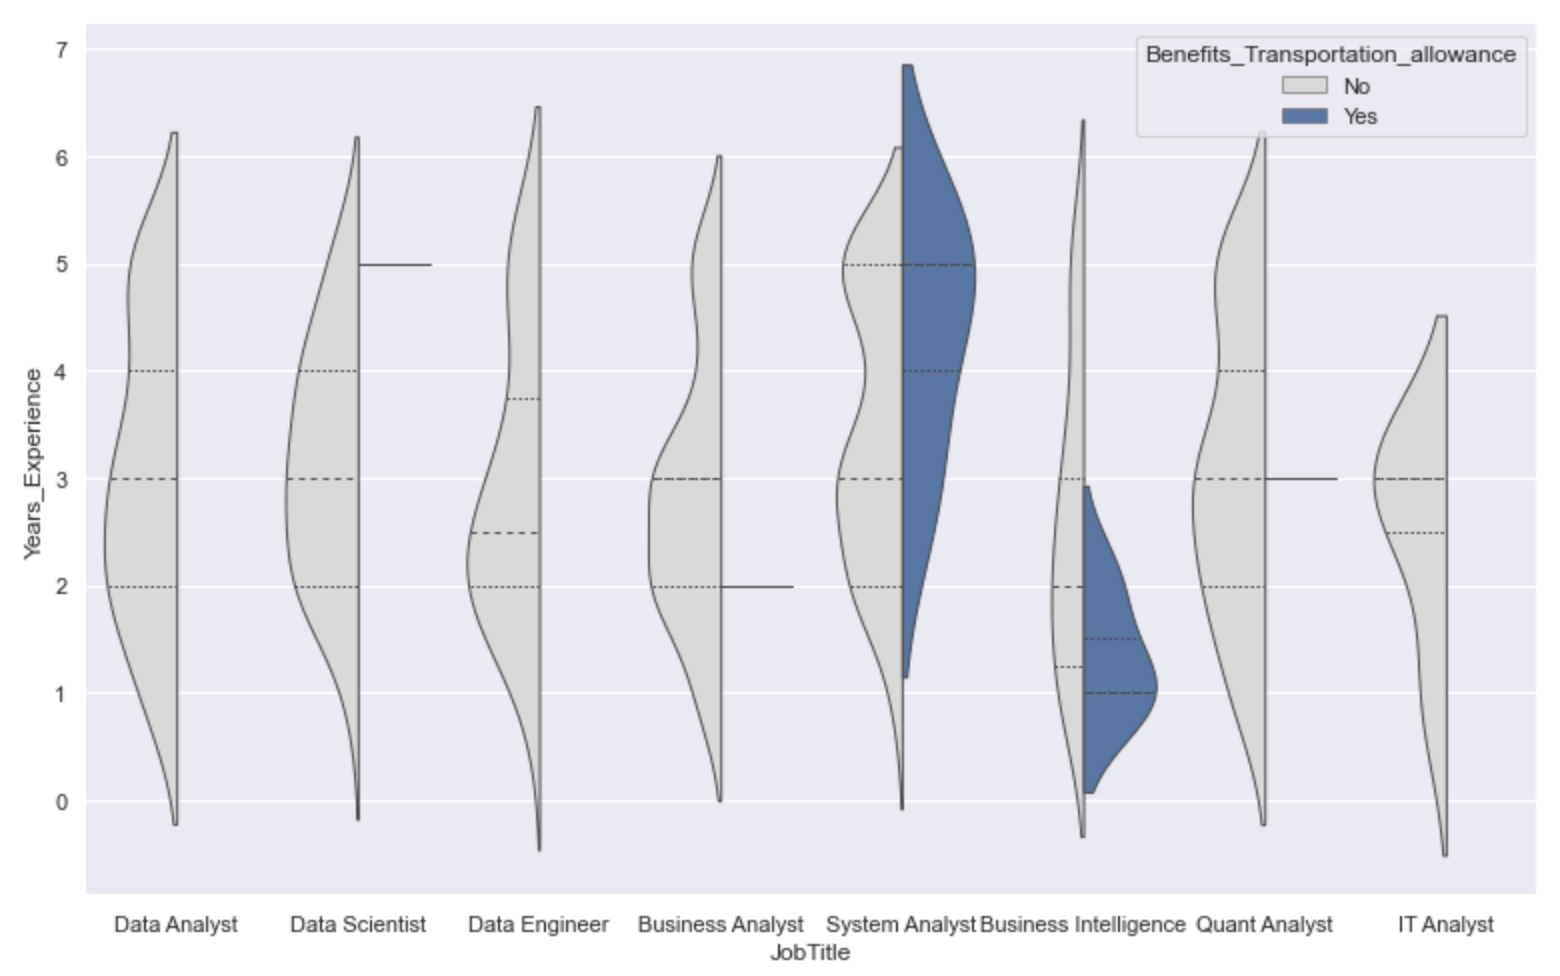 Benefits_Transportation_allowance
No
Yes
Years_Experience
7
6
5
4
3
2
1
0
Data Analyst
Data Scientist
Data Engineer
Business Analyst
System Analyst
Business Intelligence
Quant Analyst
IT Analyst
JobTitle